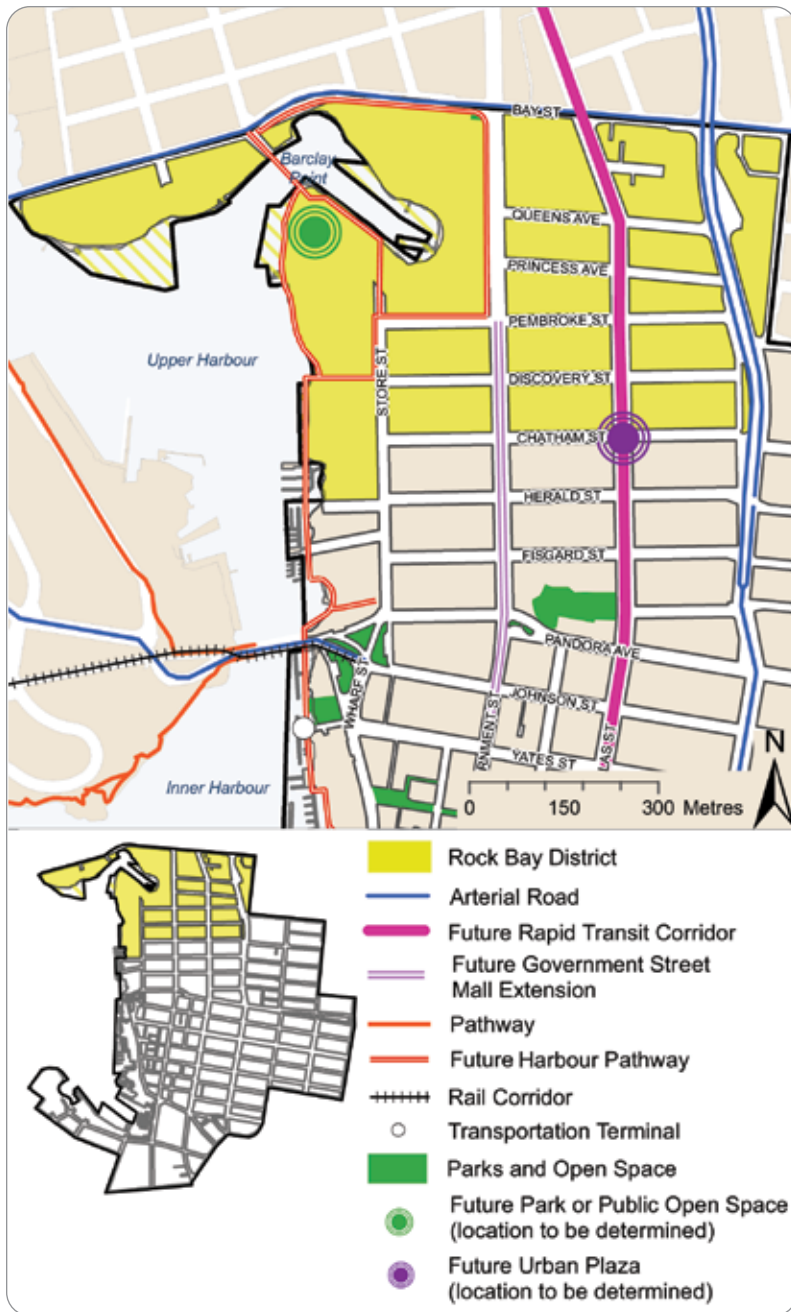 BAY ST
Barclay
Point
QUEENS AVE
PRINCESS AVE
PEMBROKE ST
Upper Harbour
STORE ST
DISCOVERY ST
CHATHAM ST
HERALD ST
FISGARD ST
PANDORA AVE
WHARF ST
JOHNSON ST
RNMENT ST
LAS ST
YATES ST
Inner Harbour
N
0 150 300 Metres
Rock Bay District
Arterial Road
Future Rapid Transit Corridor
Future Government Street
Mall Extension
Pathway
Future Harbour Pathway
Rail Corridor
Transportation Terminal
Parks and Open Space
Future Park or Public Open Space
(location to be determined)
Future Urban Plaza
(location to be determined)